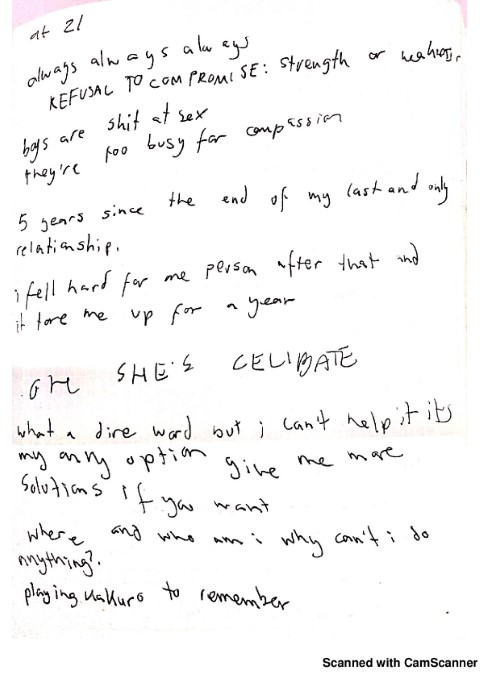 at 21
always always always
REFUSAL TO COMPROMISE: strength or
boys are shit at sex
they're too busy for compassion
5 years since the end of my last and only
relationship.
i fell hard for me person after that and
it tore me up for a year
OH SHE'S CELIBATE
what a dire word but i can't help it its
my onny option give me more
solutions if you want
where and who am i why can't i do
anything?.
playing kakuro to remember
Scanned with CamScanner